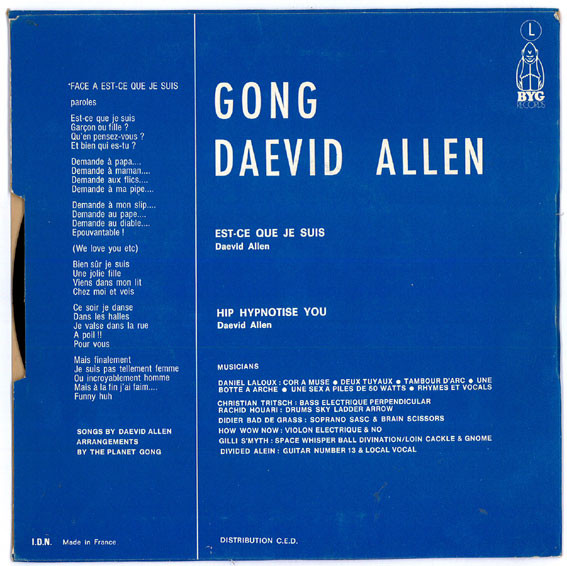 "FACE A EST-CE QUE JE SUIS
paroles
Est-ce que je suis
Garçon ou fille ?
Qu'en pensez-vous ?
Et bien qui es-tu ?
Demande à papa....
Demande à maman....
Demande aux flics....
Demande à ma pipe....
Demande à mon slip....
Demande au pape....
Demande au diable....
Epouvantable !
(We love you etc)
Bien sûr je suis
Une jolie fille
Viens dans mon lit
Chez moi et vois
Ce soir je danse
Dans les halles
Je valse dans la rue
A poil !!
Pour vous
Mais finalement
Je suis pas tellement femme
Ou incroyablement homme
Mais à la fin j'ai faim....
Funny huh
SONGS BY DAEVID ALLEN
ARRANGEMENTS
BY THE PLANET GONG
I.D.N. Made in France
L
BYG
RECORDS
GONG
DAEVID ALLEN
EST-CE QUE JE SUIS
Daevid Allen
HIP HYPNOTISE YOU
Daevid Allen
MUSICIANS
DANIEL LALOUX : COR A MUSE ● DEUX TUYAUX ● TAMBOUR D'ARC ● UNE
BOTTE A ARCHE ● UNE SEX A PILES DE 50 WATTS ● RHYMES ET VOCALS
CHRISTIAN TRITSCH : BASS ELECTRIQUE PERPENDICULAR
RACHID HOUARI : DRUMS SKY LADDER ARROW
DIDIER BAD DE GRASS : SOPRANO SASC & BRAIN SCISSORS
HOW WOW NOW : VIOLON ELECTRIQUE & NO
GILLI S'MYTH : SPACE WHISPER BALL DIVINATION/LOIN CACKLE & GNOME
DIVIDED ALEIN : GUITAR NUMBER 13 & LOCAL VOCAL
DISTRIBUTION C.E.D.